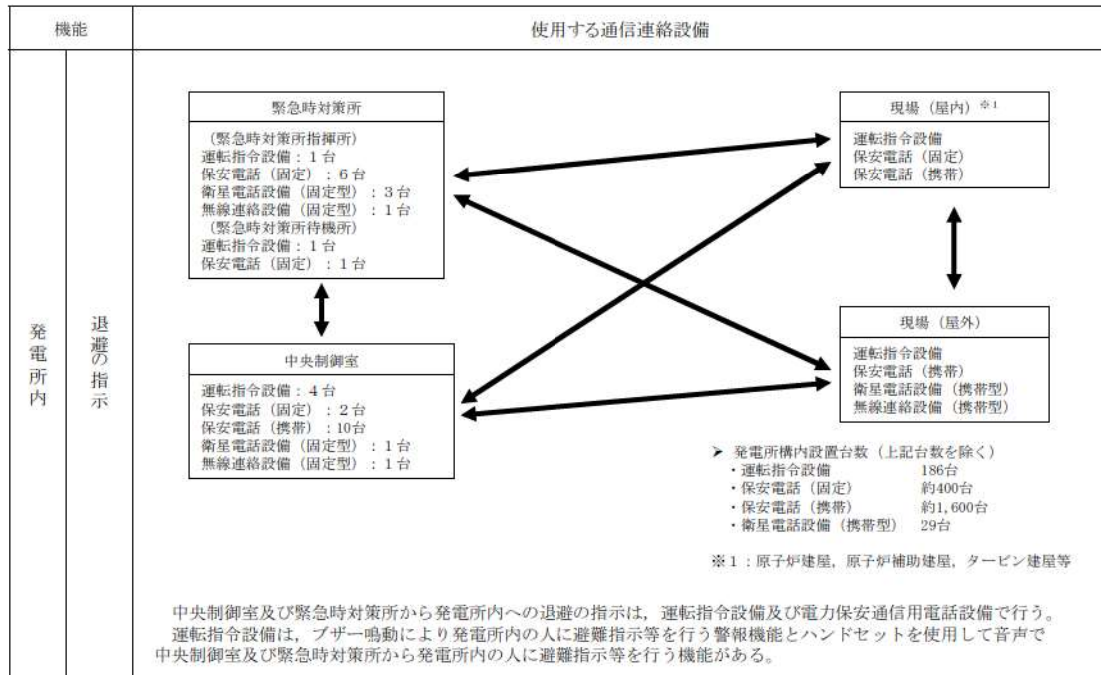 機能
使用する通信連絡設備
発電所内
退避の指示
緊急時対策所
(緊急時対策所指揮所)
運転指令設備：１台
保安電話（固定）：６台
衛星電話設備（固定型）：３台
無線連絡設備（固定型）：１台
(緊急時対策所待機所)
運転指令設備：１台
保安電話（固定）：１台
中央制御室
運転指令設備：４台
保安電話（固定）：２台
保安電話（携帯）：10台
衛星電話設備（固定型）：１台
無線連絡設備（固定型）：１台
現場（屋内）※１
運転指令設備
保安電話（固定）
保安電話（携帯）
現場（屋外）
運転指令設備
保安電話（携帯）
衛星電話設備（携帯型）
無線連絡設備（携帯型）
➤ 発電所構内設置台数（上記台数を除く）
・運転指令設備 186台
・保安電話（固定） 約400台
・保安電話（携帯） 約1,600台
・衛星電話設備（携帯型） 29台
※１：原子炉建屋，原子炉補助建屋，タービン建屋等
中央制御室及び緊急時対策所から発電所内への退避の指示は，運転指令設備及び電力保安通信用電話設備で行う。
運転指令設備は，ブザー鳴動により発電所内の人に避難指示等を行う警報機能とハンドセットを使用して音声で
中央制御室及び緊急時対策所から発電所内の人に避難指示等を行う機能がある。